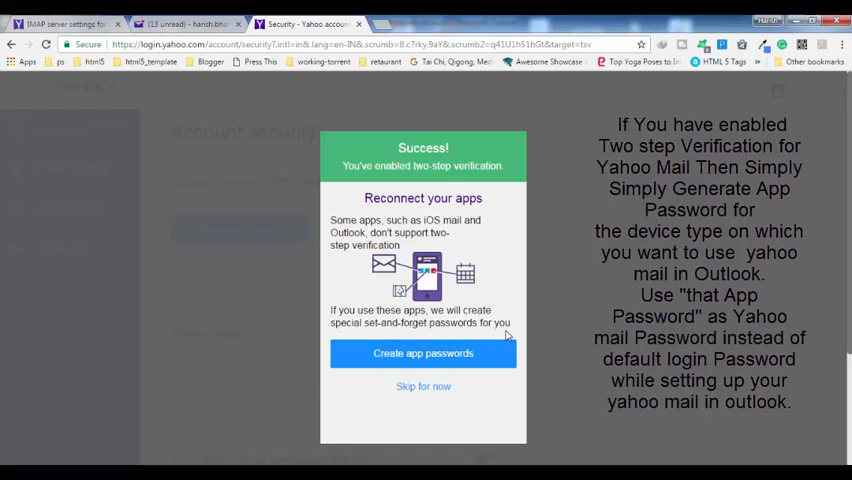 IMAP server settings for
(13 unread) - harish.bhar
Security - Yahoo account
Harish
Secure
https://login.yahoo.com/account/security?.intl=in&.lang=en-IN&.scrumb=8.c7rky.9aY&.scrumb2=q41U1h51hGt&target=tsv
Apps
ps
html5
html5_template
Blogger
working-torrent
retaurant
Tai Chi, Qigong, Medi
Awesome Showcase o
Top Yoga Poses to Im
HTML 5 Tags
»
Other bookmarks
Account security
Success!
You've enabled two-step verification.
Reconnect your apps
Some apps, such as iOS mail and
Outlook, don't support two-
step verification
If you use these apps, we will create
special set-and-forget passwords for you
Create app passwords
Skip for now
If You have enabled
Two step Verification for
Yahoo Mail Then Simply
Simply Generate App
Password for
the device type on which
you want to use yahoo
mail in Outlook.
Use "that App
Password" as Yahoo
mail Password instead of
default login Password
while setting up your
yahoo mail in outlook.